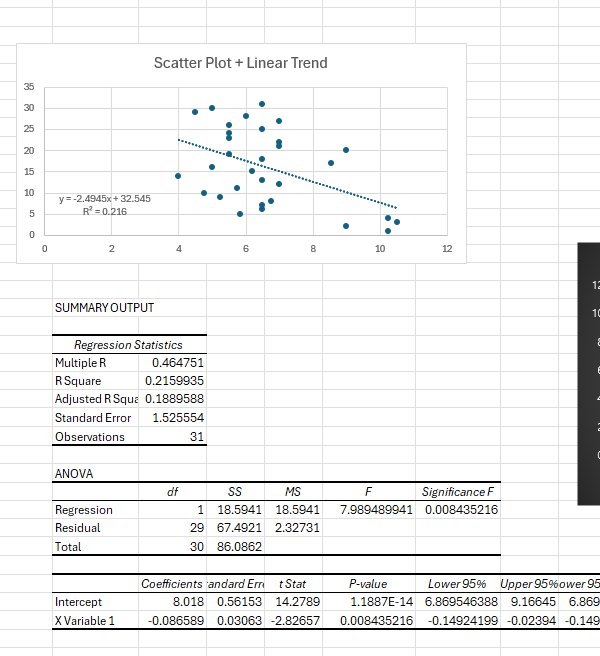 Scatter Plot + Linear Trend
35
30
25
20
15
10
5
0
y = -2.4945x + 32.545
R² = 0.216
0 2 4 6 8 10 12
SUMMARY OUTPUT
Regression Statistics
Multiple R 0.464751
R Square 0.2159935
Adjusted R Squa 0.1889588
Standard Error 1.525554
Observations 31
ANOVA
df SS MS F Significance F
Regression 1 18.5941 18.5941 7.989489941 0.008435216
Residual 29 67.4921 2.32731
Total 30 86.0862
Coefficients andard Erro t Stat P-value Lower 95% Upper 95% ower 95
Intercept 8.018 0.56153 14.2789 1.1887E-14 6.869546388 9.16645 6.869
X Variable 1 -0.086589 0.03063 -2.82657 0.008435216 -0.14924199 -0.02394 -0.149